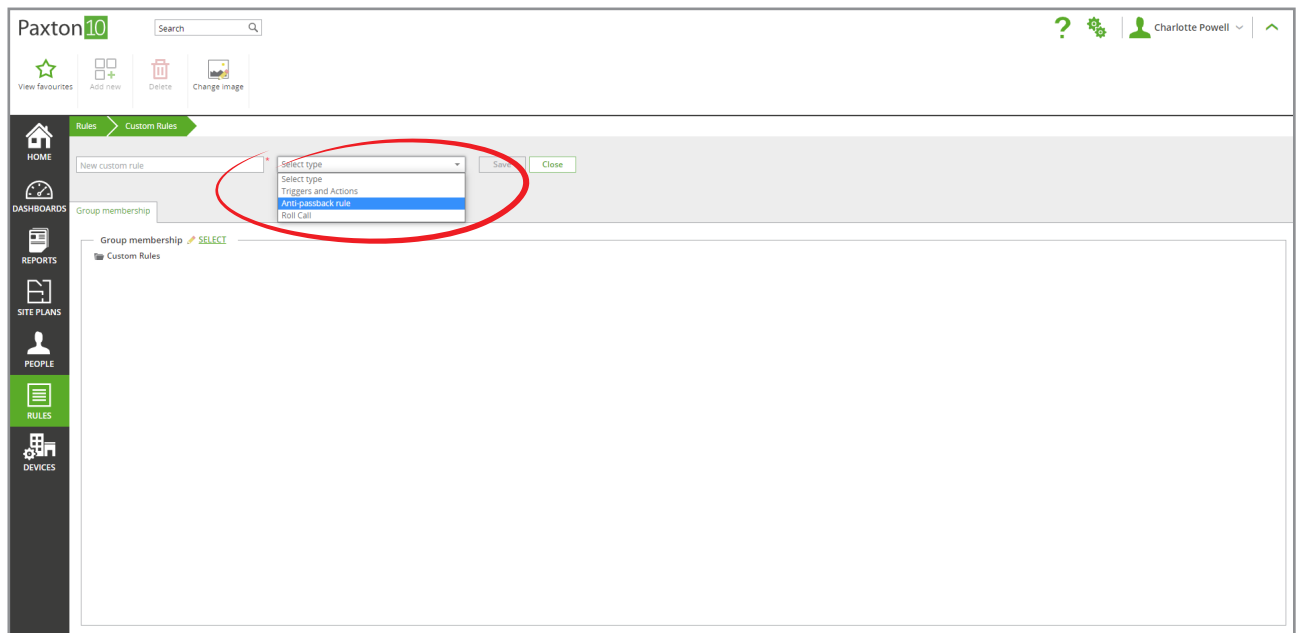 Paxton10
Search
Charlotte Powell
View favourites
Add new
Delete
Change image
HOME
DASHBOARDS
REPORTS
SITE PLANS
PEOPLE
RULES
DEVICES
Rules
Custom Rules
New custom rule
*
Select type
Save
Close
Select type
Triggers and Actions
Anti-passback rule
Roll Call
Group membership
Group membership SELECT
Custom Rules